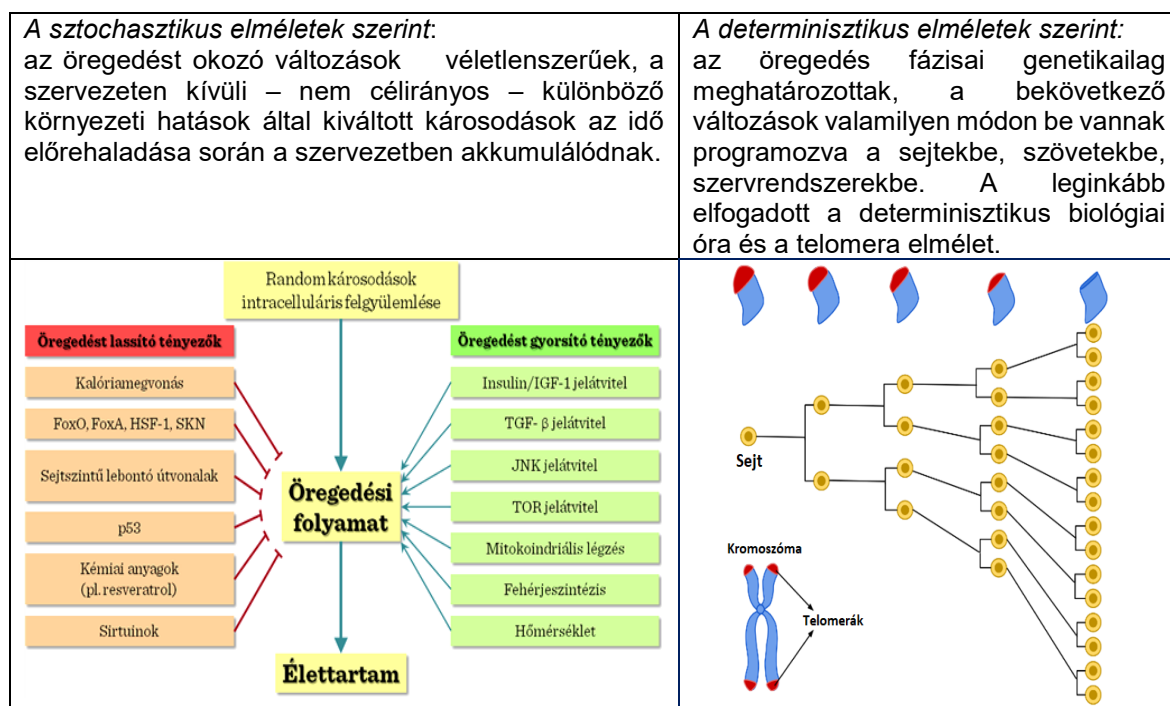 A sztochasztikus elméletek szerint:
az öregedést okozó változások véletlenszerűek, a
szervezeten kívüli – nem célirányos – különböző
környezeti hatások által kiváltott károsodások az idő
előrehaladása során a szervezetben akkumulálódnak.
A determinisztikus elméletek szerint:
az öregedés fázisai genetikailag
meghatározottak, a bekövetkező
változások valamilyen módon be vannak
programozva a sejtekbe, szövetekbe,
szervrendszerekbe. A leginkább
elfogadott a determinisztikus biológiai
óra és a telomera elmélet.
Random károsodások
intracelluláris felgyülemlése
Öregedést lassító tényezők
Kalóriamegvonás
FoxO, FoxA, HSF-1, SKN
Sejtszintű lebontó útvonalak
p53
Kémiai anyagok
(pl. resveratrol)
Sirtuinok
Öregedési
folyamat
Élettartam
Öregedést gyorsító tényezők
Insulin/IGF-1 jelátvitel
TGF- β jelátvitel
JNK jelátvitel
TOR jelátvitel
Mitokoindriális légzés
Fehérjeszintézis
Hőmérséklet
Sejt
Kromoszóma
Telomerák